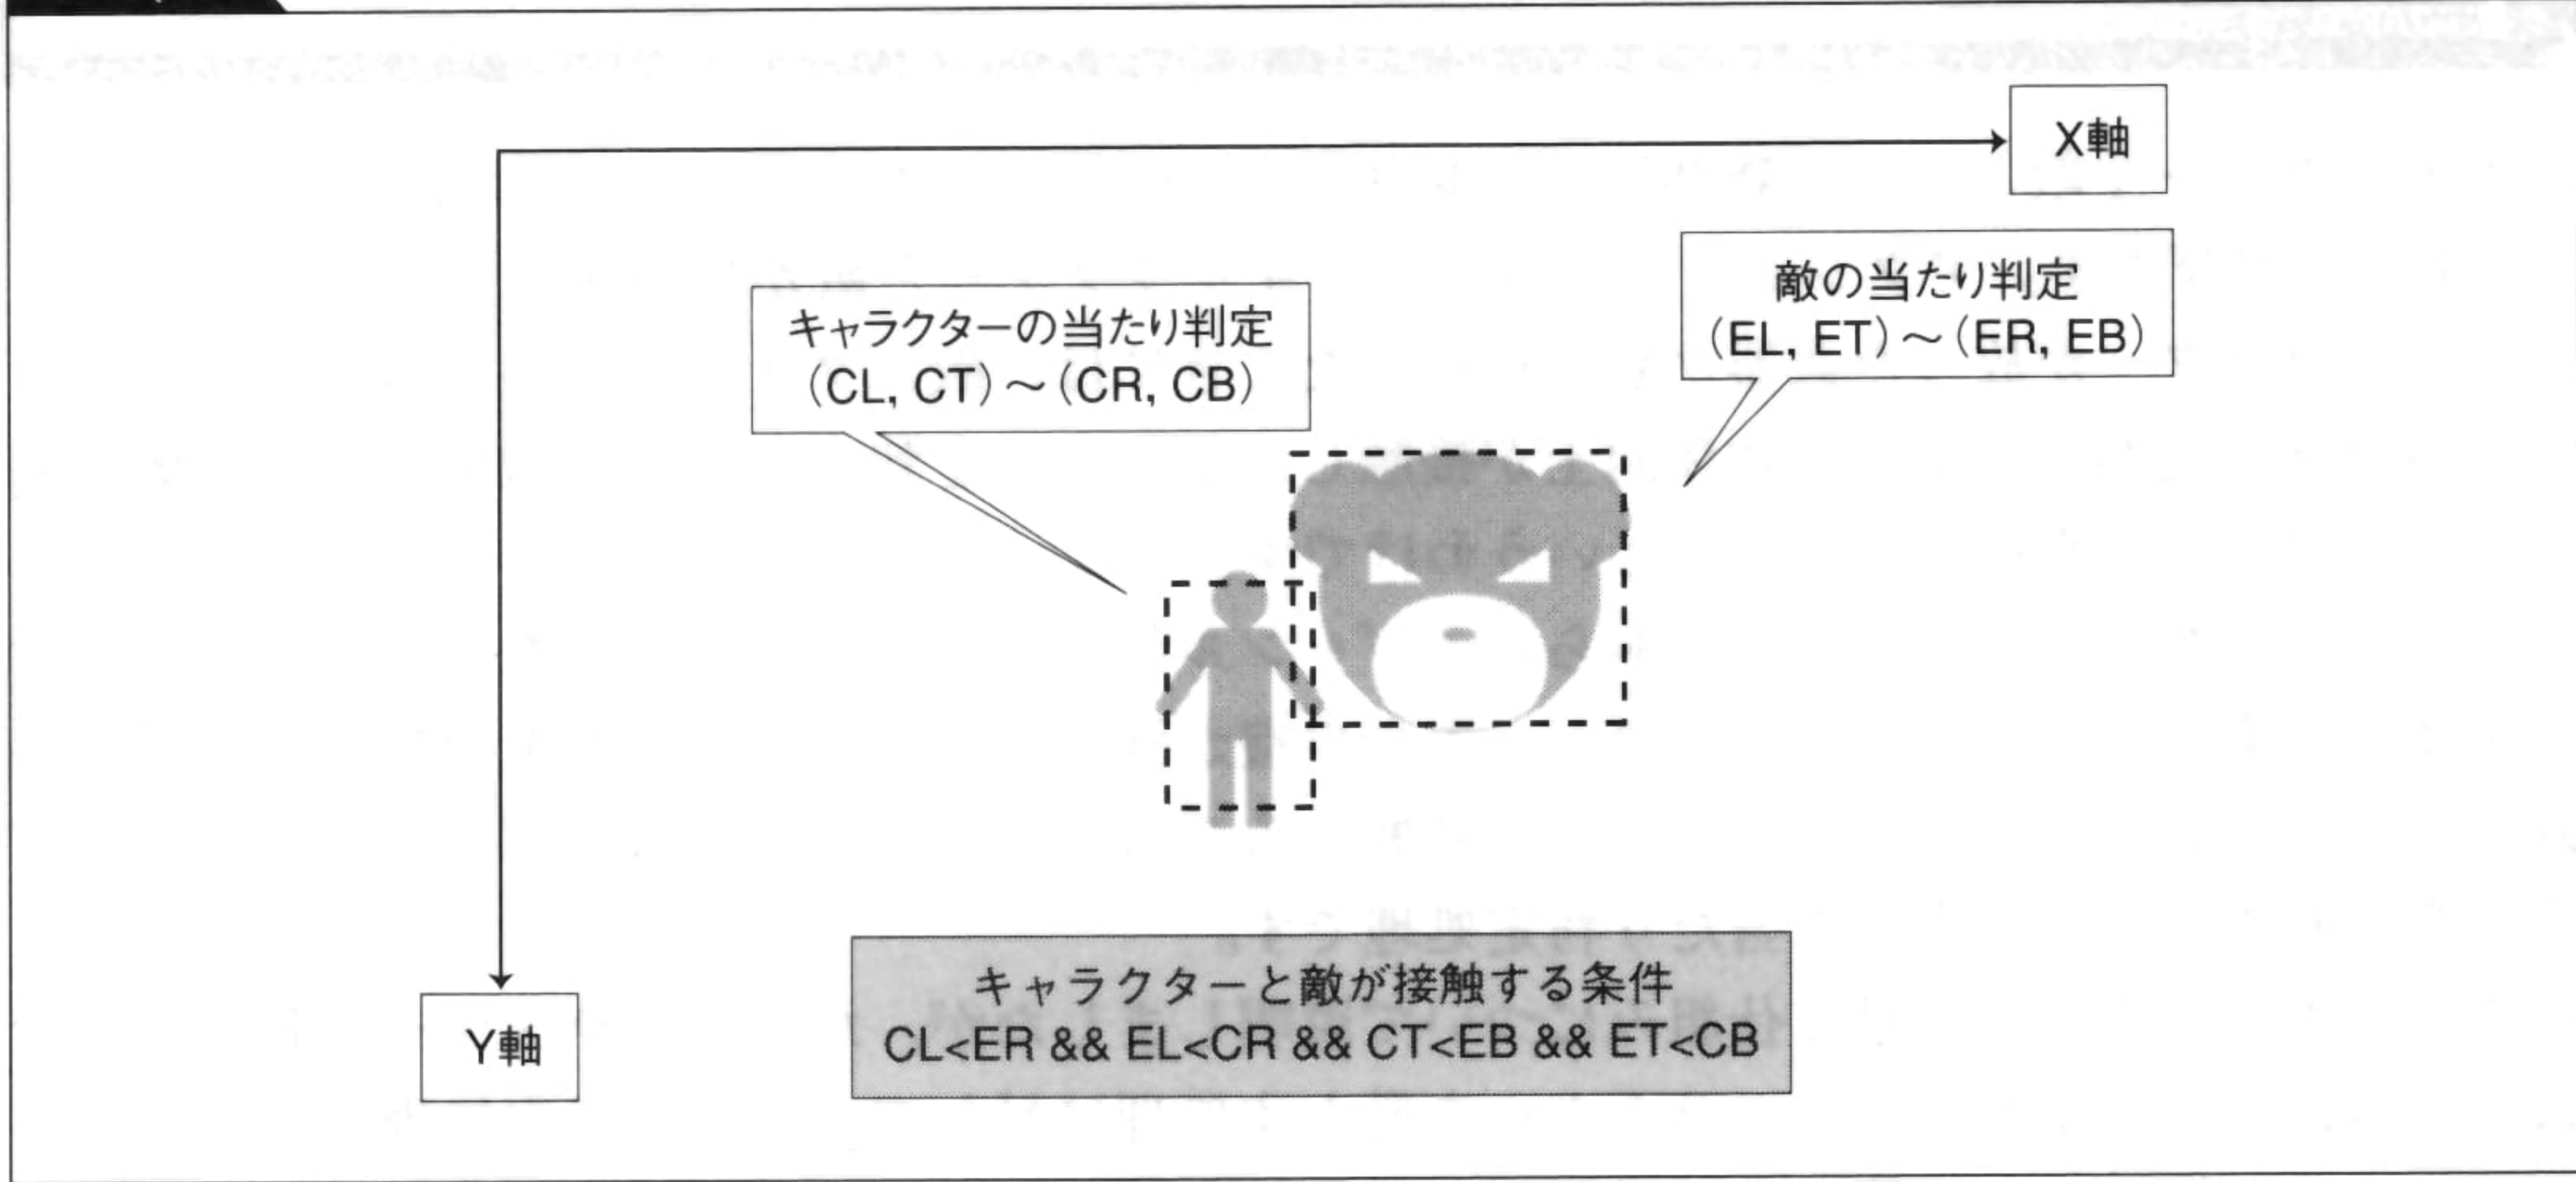 X軸
敵の当たり判定
(EL, ET)～(ER, EB)
キャラクターの当たり判定
(CL, CT)～(CR, CB)
キャラクターと敵が接触する条件
CL<ER && EL<CR && CT<EB && ET<CB
Y軸